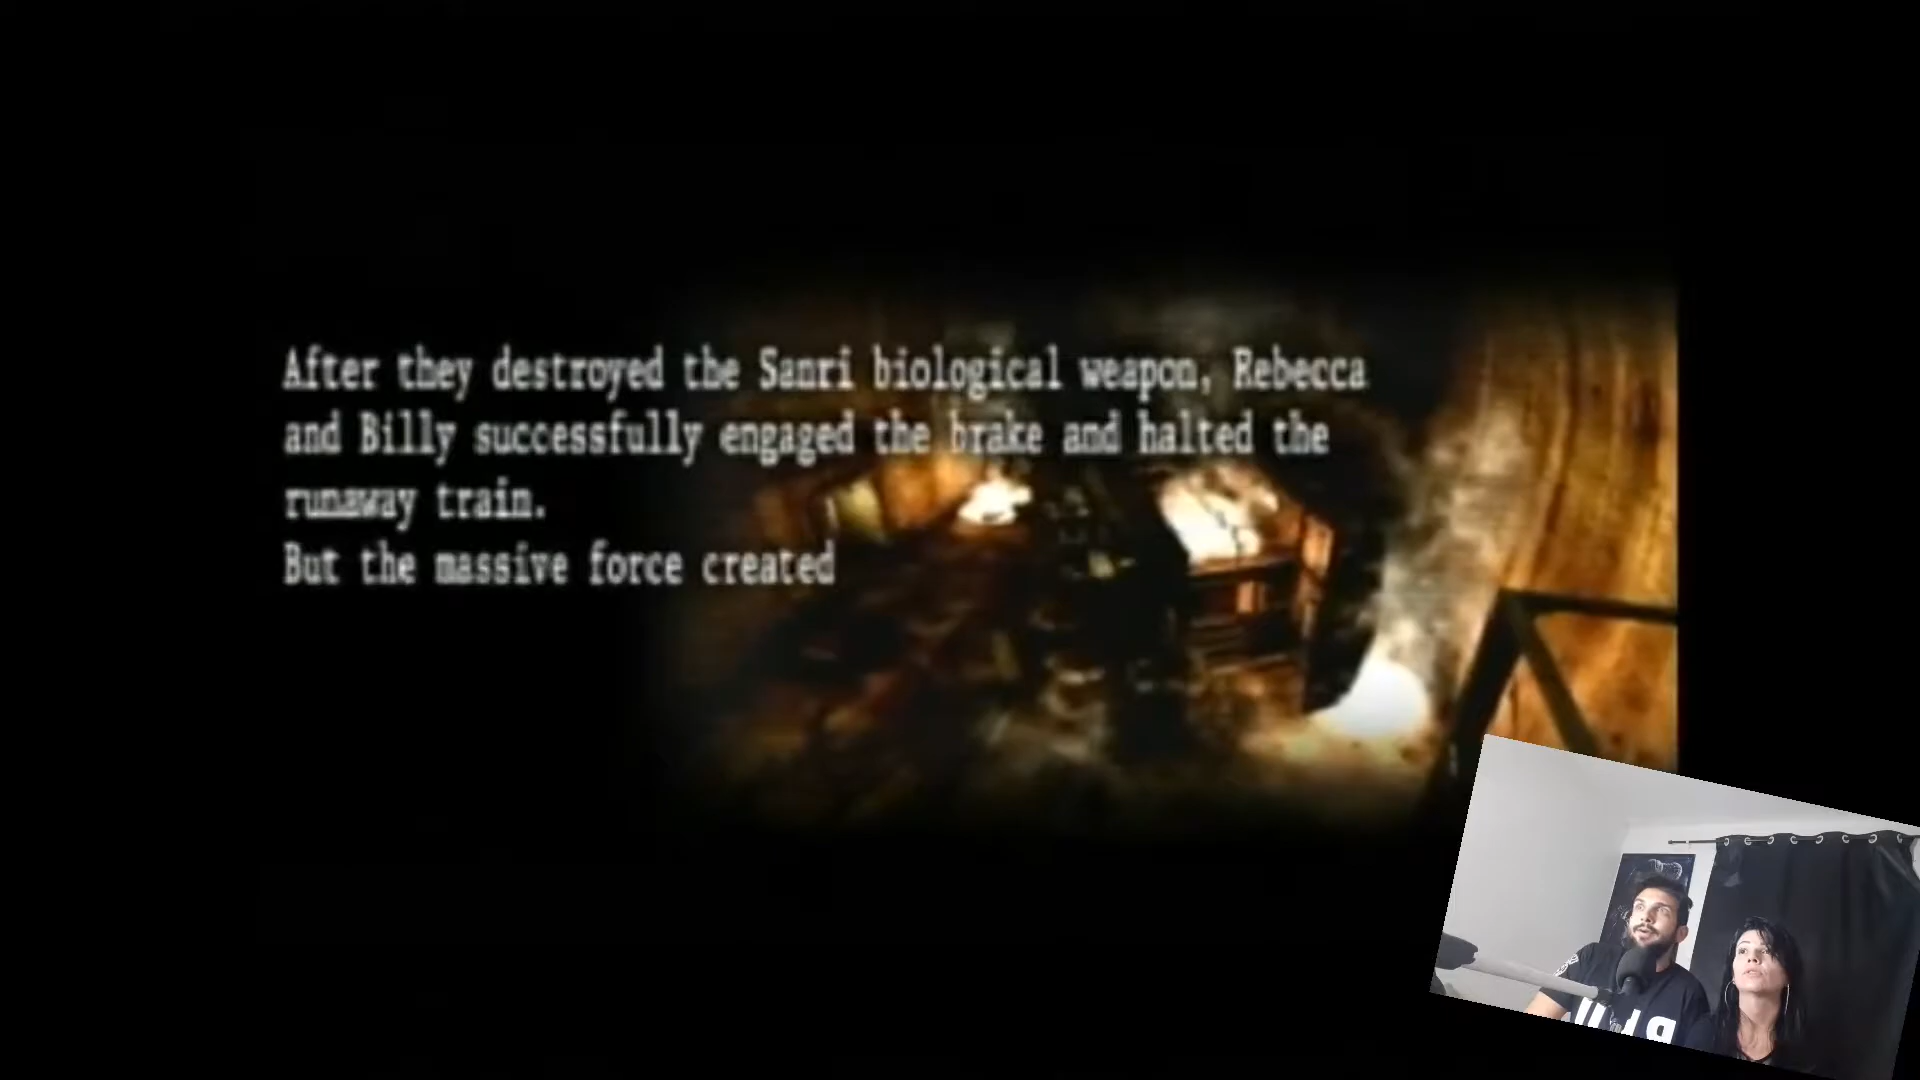 After they destroyed the Sanri biological weapon, Rebecca
and Billy successfully engaged the brake and halted the
runaway train.
But the massive force created